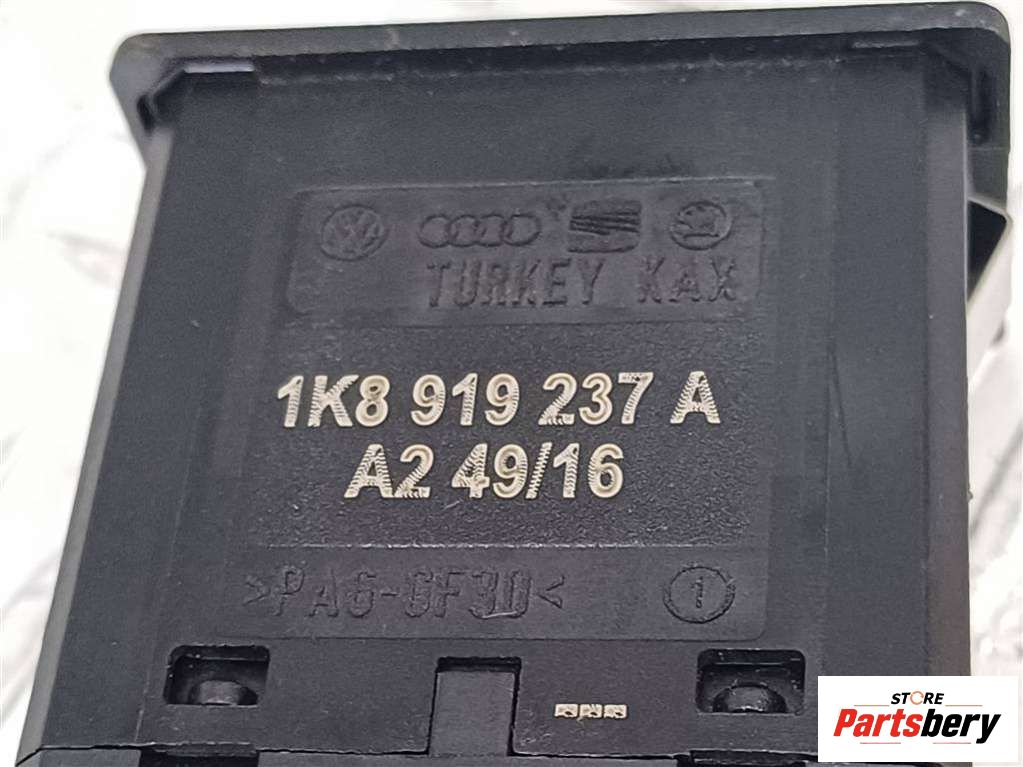 TURKEY KAX
1K8 919 237 A
A2 49/16
>PA6-GF30<
1
STORE
Partsbery